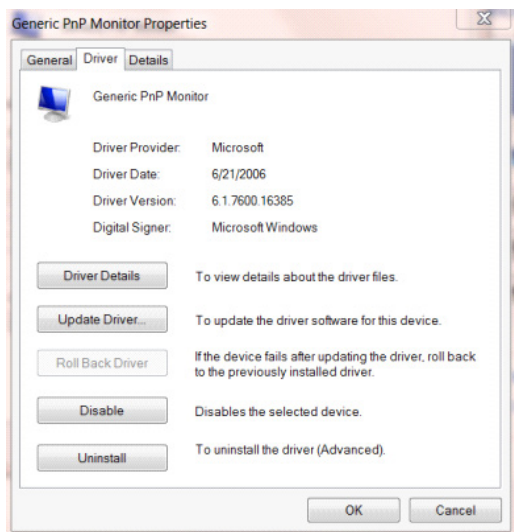 Generic PnP Monitor Properties
General Driver Details
Generic PnP Monitor
Driver Provider: Microsoft
Driver Date: 6/21/2006
Driver Version: 6.1.7600.16385
Digital Signer: Microsoft Windows
Driver Details To view details about the driver files.
Update Driver... To update the driver software for this device.
Roll Back Driver If the device fails after updating the driver, roll back
to the previously installed driver.
Disable Disables the selected device.
Uninstall To uninstall the driver (Advanced).
OK Cancel